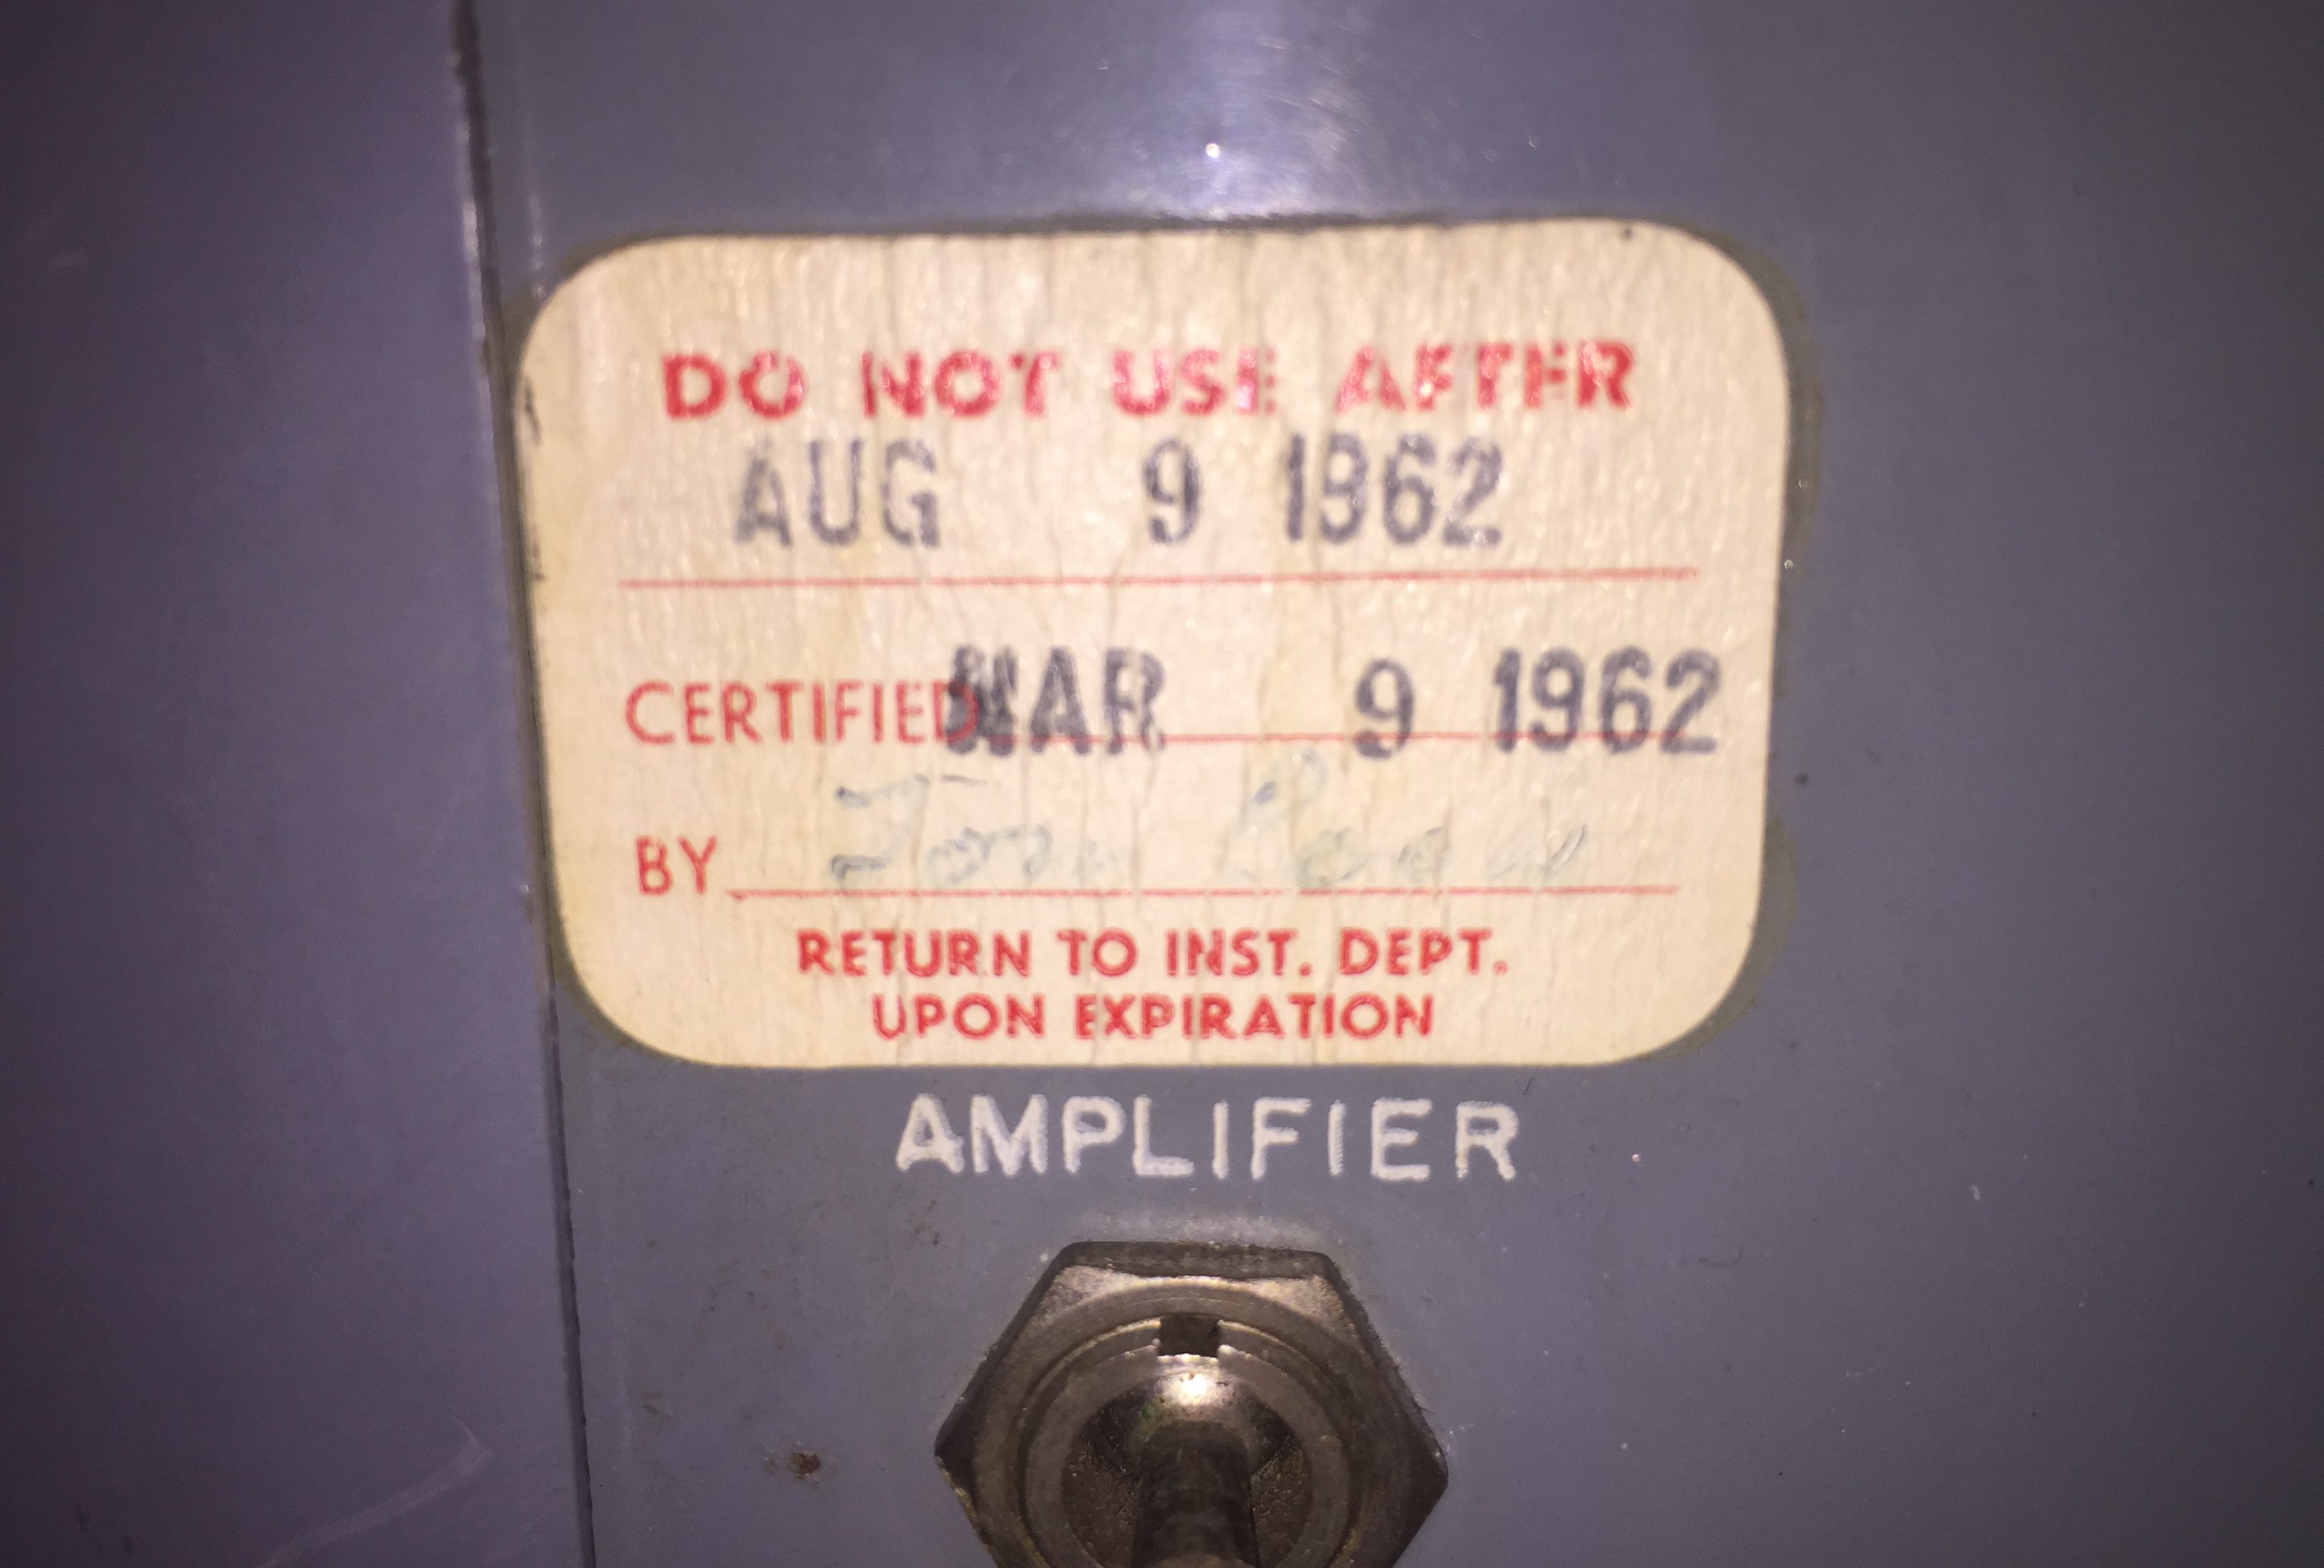 DO NOT USE AFTER
AUG 9 1962
CERTIFIED MAR 9 1962
BY
RETURN TO INST. DEPT.
UPON EXPIRATION
AMPLIFIER